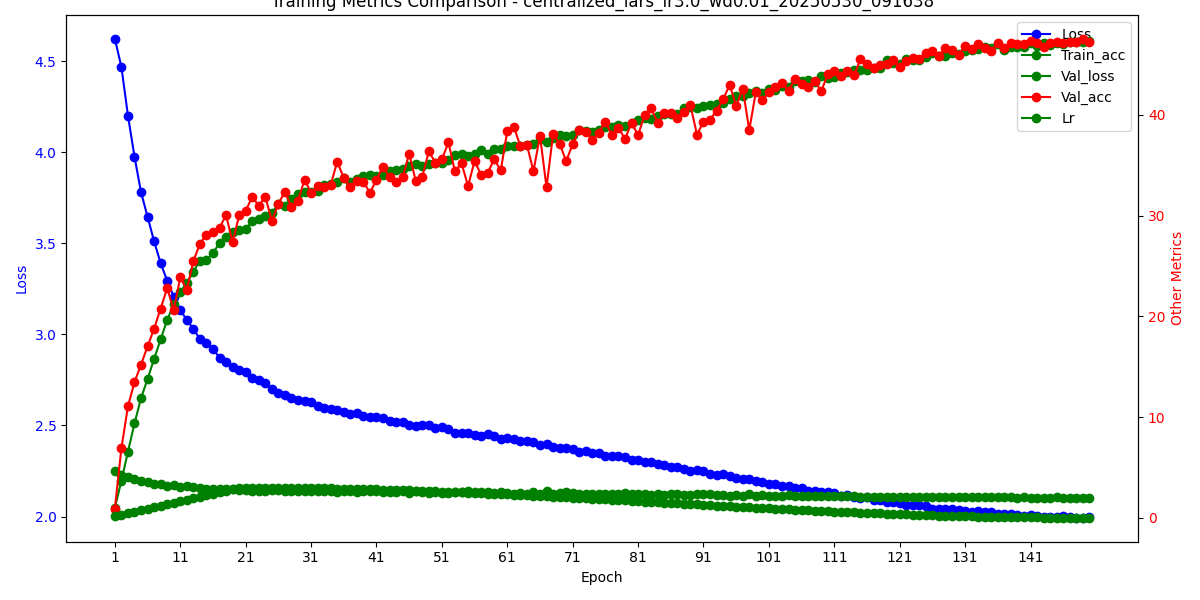 Training Metrics Comparison - centralized_lars_lr3.0_wd0.01_20250530_091638
Loss
Train_acc
Val_loss
Val_acc
Lr
4.5
4.0
3.5
3.0
2.5
2.0
Loss
40
30
20
10
0
Other Metrics
1 11 21 31 41 51 61 71 81 91 101 111 121 131 141
Epoch